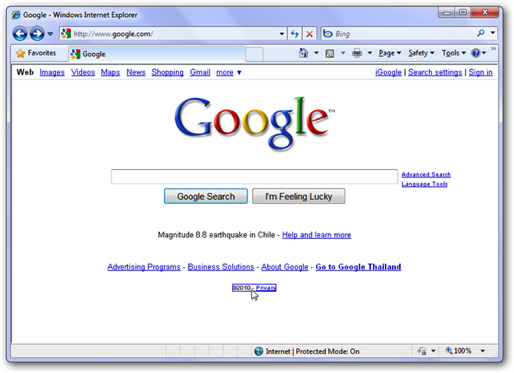 Google - Windows Internet Explorer
http://www.google.com/
Bing
Favorites
Google
Page
Safety
Tools
Web Images Videos Maps News Shopping Gmail more ▼
iGoogle | Search settings | Sign in
Google™
Advanced Search
Language Tools
Google Search
I'm Feeling Lucky
Magnitude 8.8 earthquake in Chile - Help and learn more
Advertising Programs - Business Solutions - About Google - Go to Google Thailand
©2010 - Privacy
Internet | Protected Mode: On
100%